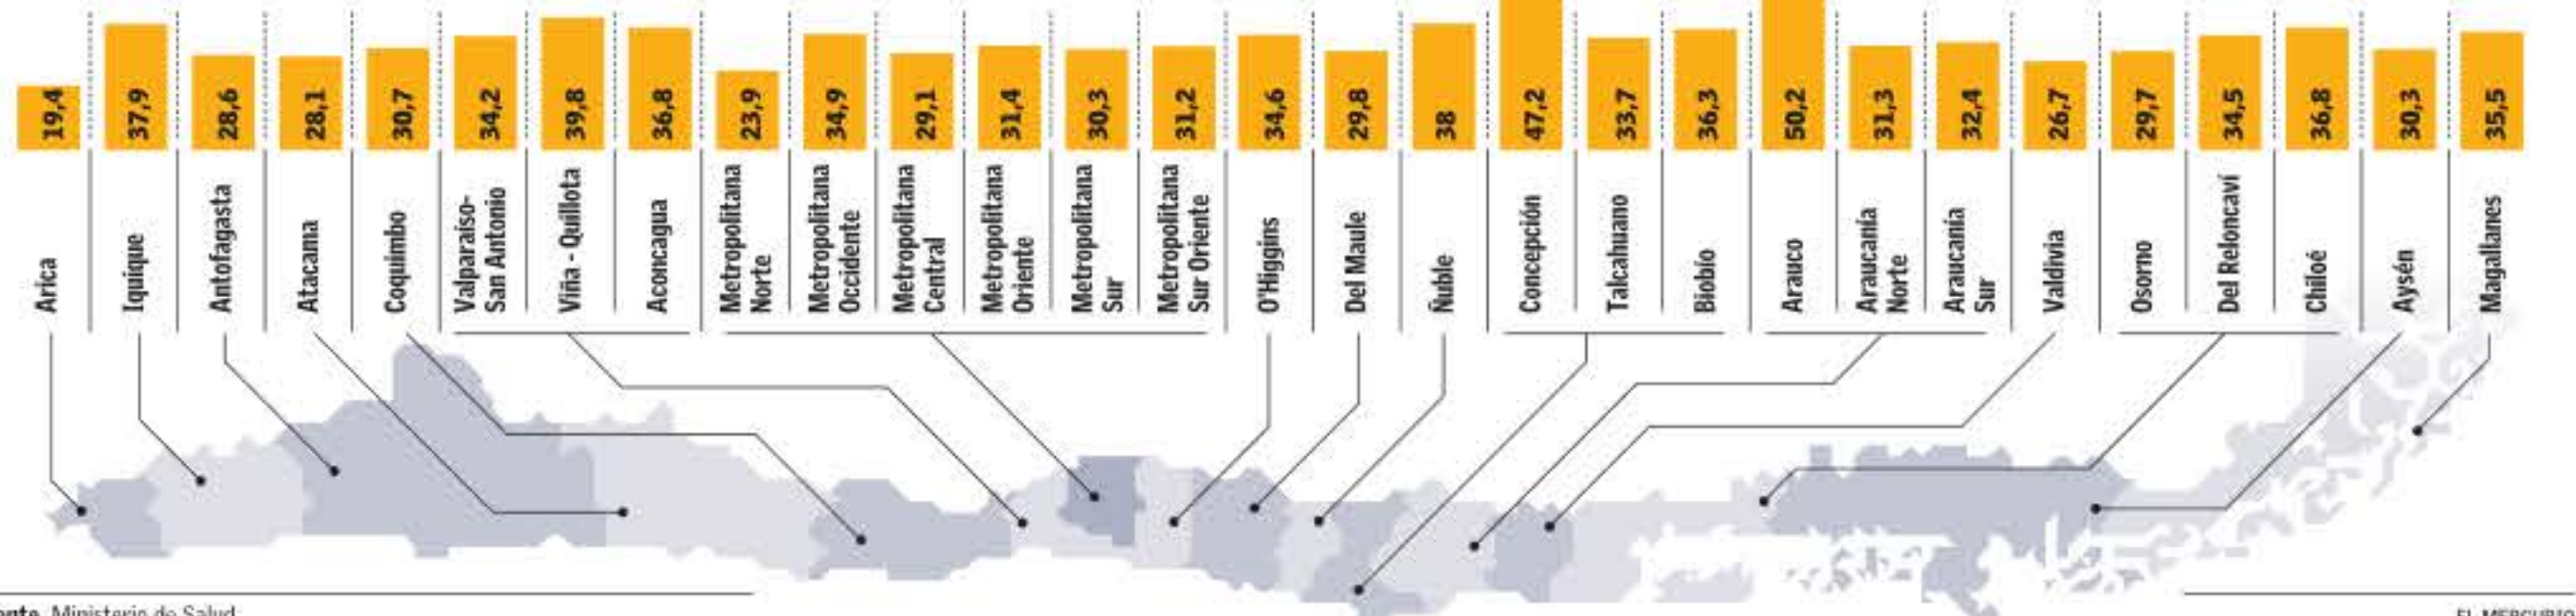 19,4
37,9
28,6
28,1
30,7
34,2
39,8
36,8
23,9
34,9
29,1
31,4
30,3
31,2
34,6
29,8
38
47,2
33,7
36,3
50,2
31,3
32,4
26,7
29,7
34,5
36,8
30,3
35,5
Arica
Iquique
Antofagasta
Atacama
Coquimbo
Valparaíso-
San Antonio
Viña - Quillota
Aconcagua
Metropolitana
Norte
Metropolitana
Occidente
Metropolitana
Central
Metropolitana
Oriente
Metropolitana
Sur
Metropolitana
Sur Oriente
O'Higgins
Del Maule
Ñuble
Concepción
Talcahuano
Biobío
Arauco
Araucanía
Norte
Araucanía
Sur
Valdivia
Osorno
Del Reloncaví
Chiloé
Aysén
Magallanes
Ministerio de Salud
EL MERCURIO